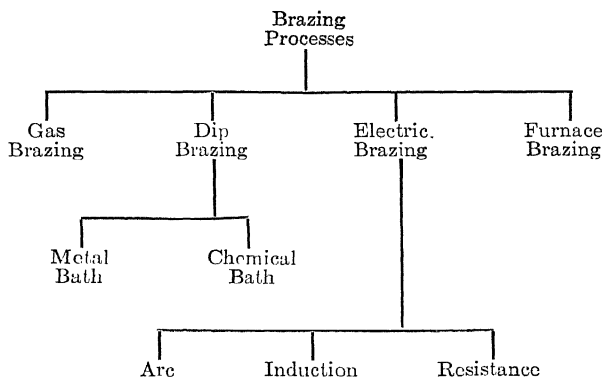 Brazing
Processes
Gas
Brazing
Dip
Brazing
Electric.
Brazing
Furnace
Brazing
Metal
Bath
Chemical
Bath
Arc
Induction
Resistance